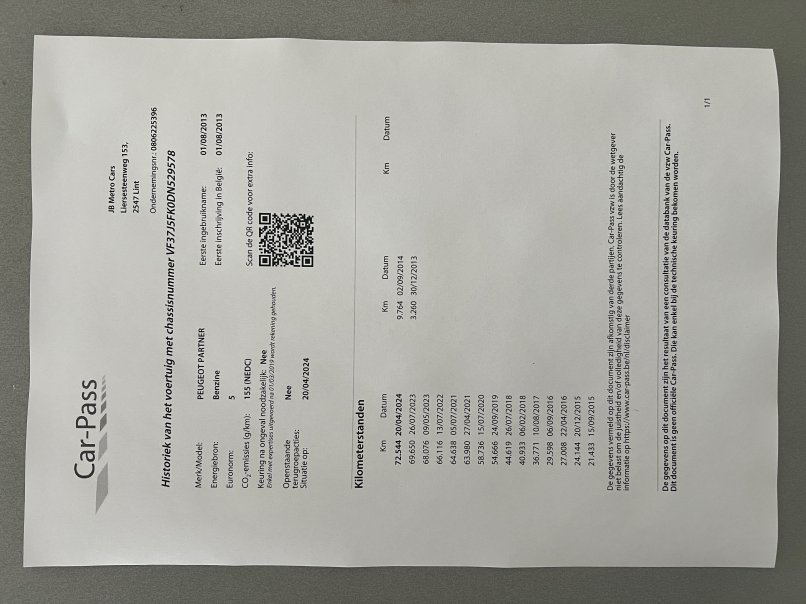 Car-Pass
JB Metro Cars
Liersesteenweg 153,
2547 Lint
Ondernemingsnr.: 0806225396
Historiek van het voertuig met chassisnummer VF37J5FK0DN529578
Merk/Model: PEUGEOT PARTNER
Energiebron: Benzine
Euronorm: 5
CO2-emissies (g/km): 155 (NEDC)
Keuring na ongeval noodzakelijk: Nee
Enkel met expertises uitgevoerd na 01/03/2019 wordt rekening gehouden.
Openstaande
terugroepacties: Nee
Situatie op: 20/04/2024
Eerste ingebruikname: 01/08/2013
Eerste inschrijving in België: 01/08/2013
Scan de QR code voor extra info:
Kilometerstanden
Km Datum
72.544 20/04/2024
69.650 26/07/2023
68.076 09/05/2023
66.116 13/07/2022
64.638 05/07/2021
63.980 27/04/2021
58.736 15/07/2020
54.666 24/09/2019
44.619 26/07/2018
40.933 06/02/2018
36.771 10/08/2017
29.598 06/09/2016
27.008 22/04/2016
24.144 20/12/2015
21.433 15/09/2015
Km Datum
9.764 02/09/2014
3.260 30/12/2013
Km Datum
De gegevens vermeld op dit document zijn afkomstig van derde partijen. Car-Pass vzw is door de wetgever
niet belast om de juistheid en/of volledigheid van deze gegevens te controleren. Lees aandachtig de
informatie op https://www.car-pass.be/nl/disclaimer
De gegevens op dit document zijn het resultaat van een consultatie van de databank van de vzw Car-Pass.
Dit document is geen officiële Car-Pass. Die kan enkel bij de technische keuring bekomen worden.
1/1